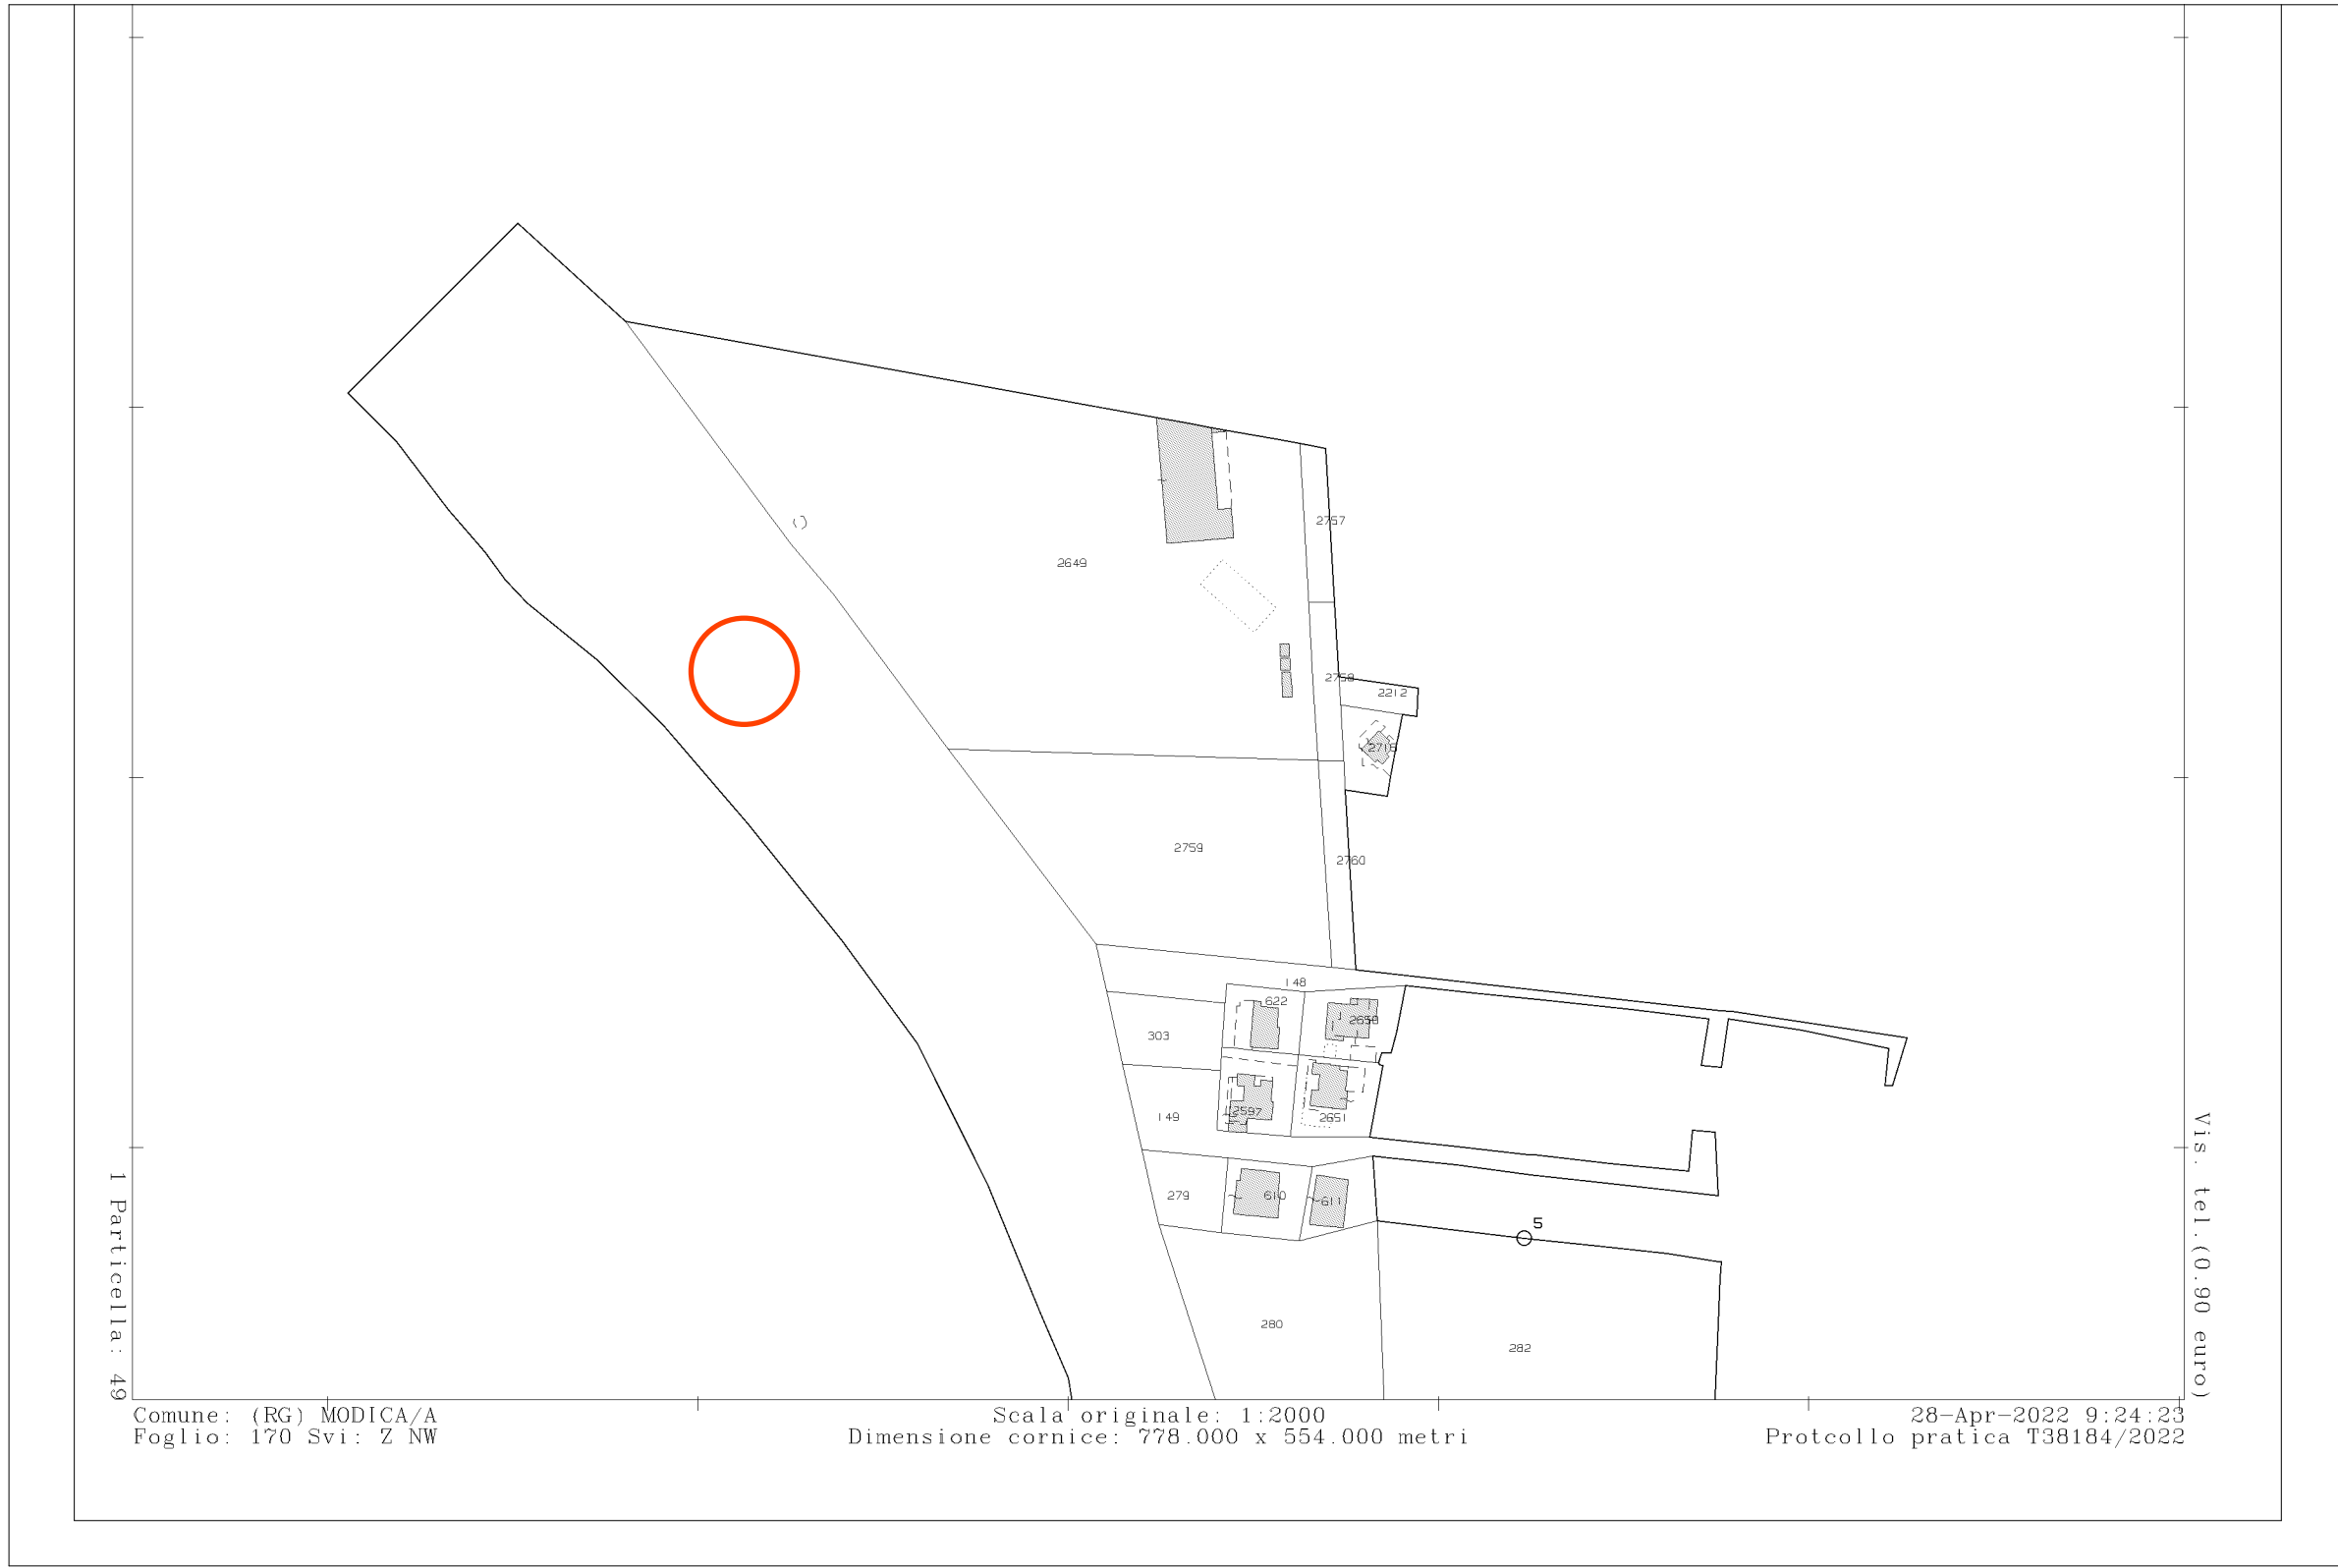 2757
2649
2758
2212
2718
2759
2760
148
622
2650
303
2597
149
2651
279
610
611
5
280
282
1 Particella: 49
Vis. tel.(0.90 euro)
Comune: (RG) MODICA/A
Scala originale: 1:2000
28-Apr-2022 9:24:23
Foglio: 170 Svi: Z NW
Dimensione cornice: 778.000 x 554.000 metri
Protcollo pratica T38184/2022